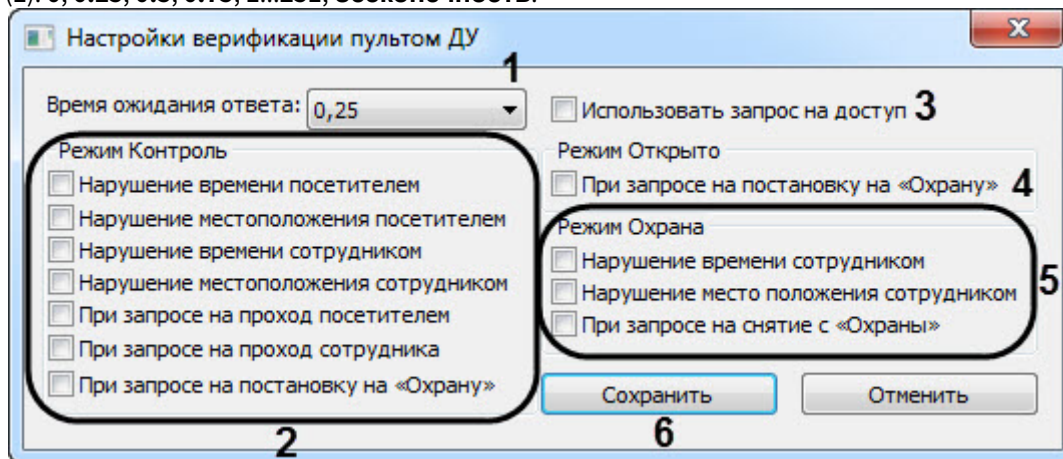 Настройки верификации пультом ДУ
1
Время ожидания ответа: 0,25
Использовать запрос на доступ 3
Режим Контроль
Нарушение времени посетителем
Нарушение местоположения посетителем
Нарушение времени сотрудником
Нарушение местоположения сотрудником
При запросе на проход посетителем
При запросе на проход сотрудника
При запросе на постановку на «Охрану»
2
Режим Открыто
При запросе на постановку на «Охрану» 4
Режим Охрана
Нарушение времени сотрудником
Нарушение место положения сотрудником
При запросе на снятие с «Охраны»
5
Сохранить
Отменить
6